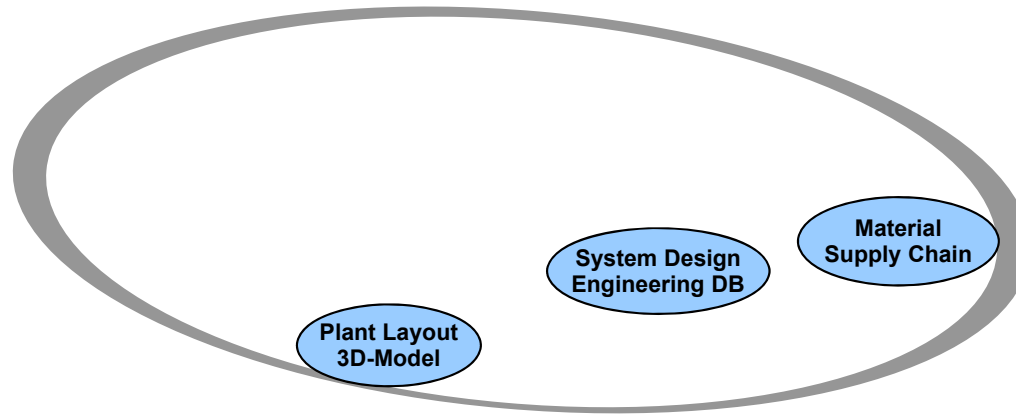 Material
Supply Chain
System Design
Engineering DB
Plant Layout
3D-Model